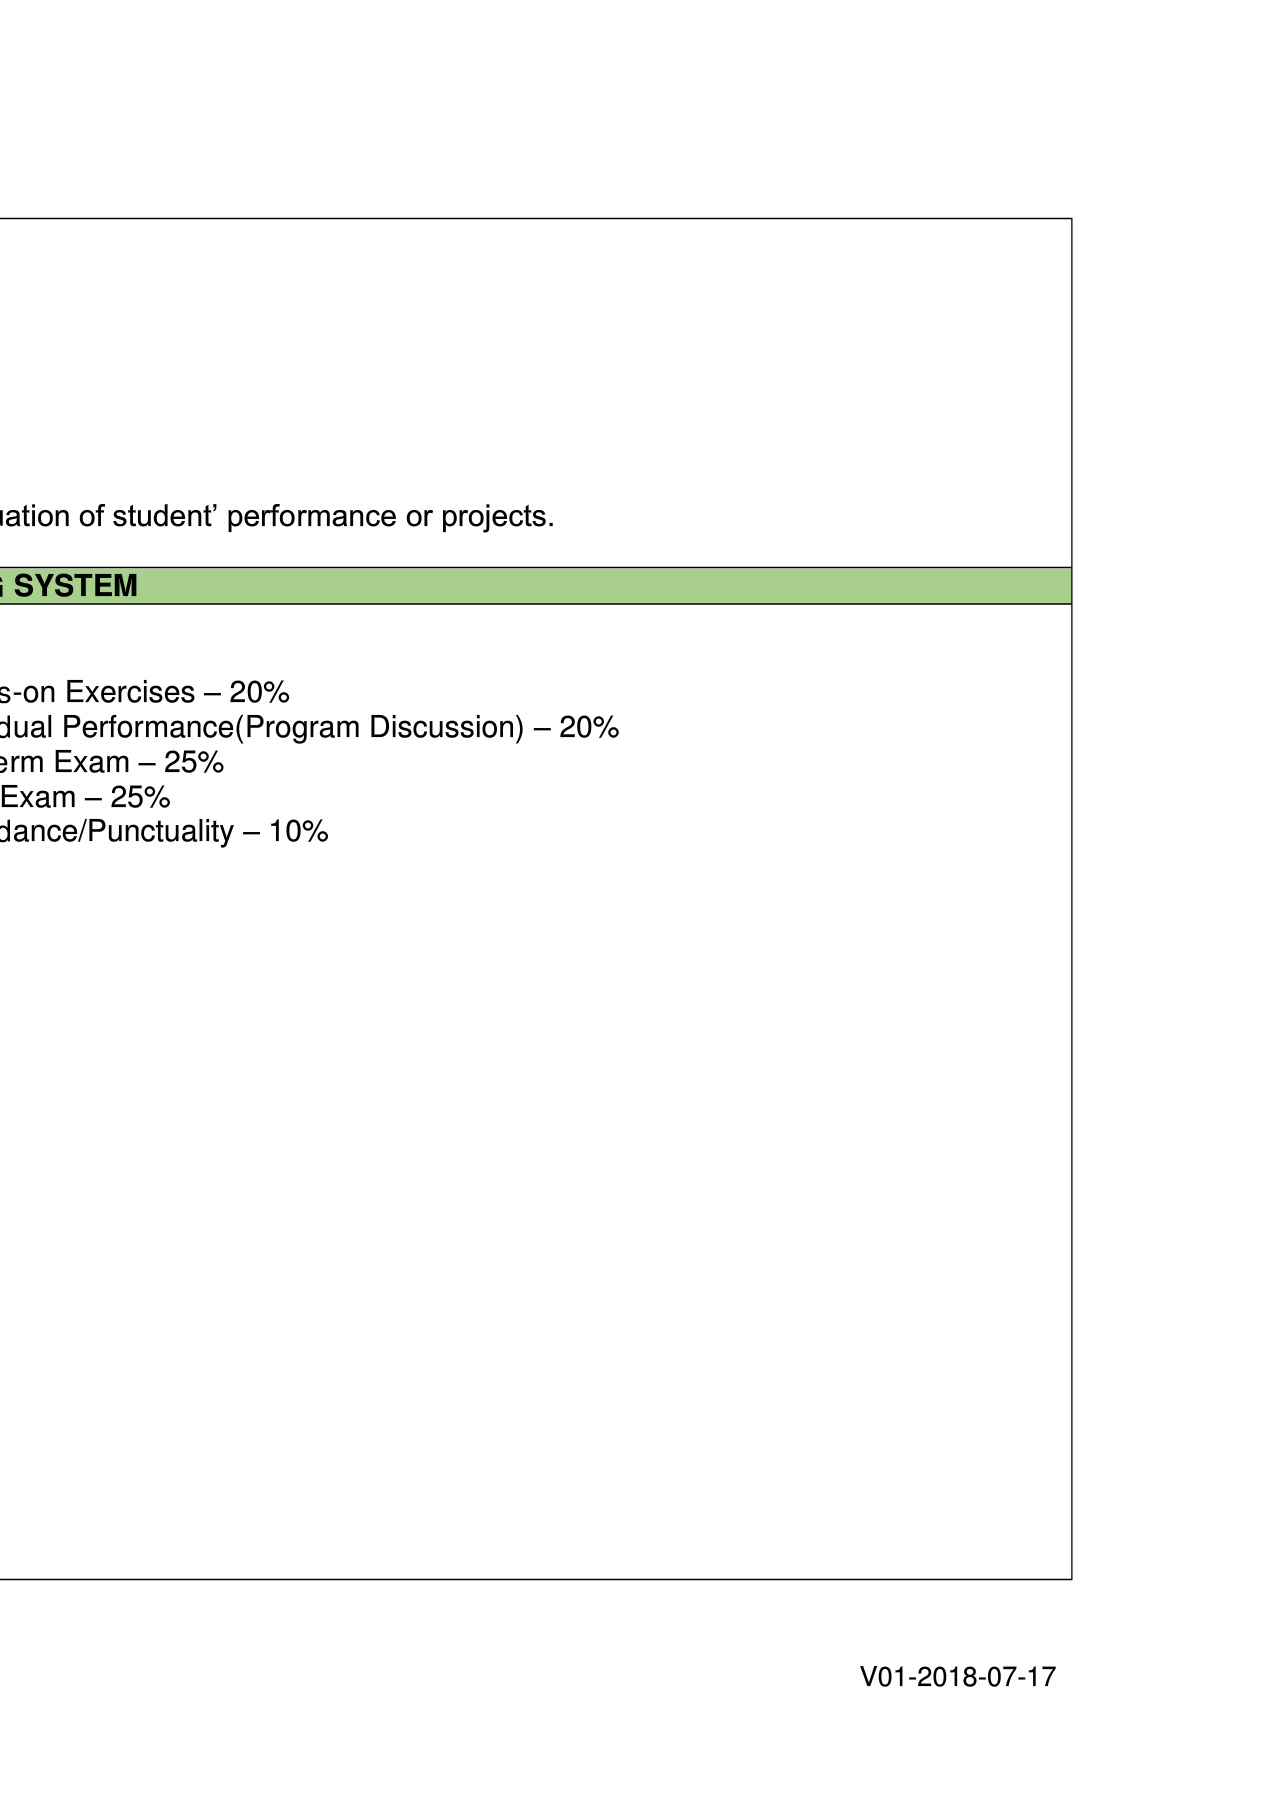 uation of student’ performance or projects.
G SYSTEM
s-on Exercises – 20%
dual Performance(Program Discussion) – 20%
erm Exam – 25%
Exam – 25%
dance/Punctuality – 10%
V01-2018-07-17